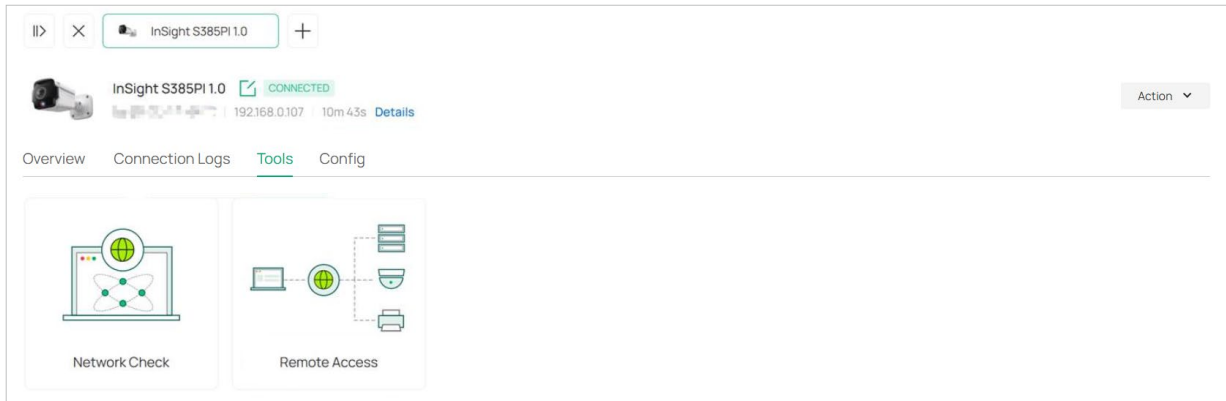 InSight S385PI 1.0
InSight S385PI 1.0 CONNECTED
192.168.0.107 10m 43s Details
Action
Overview Connection Logs Tools Config
Network Check Remote Access